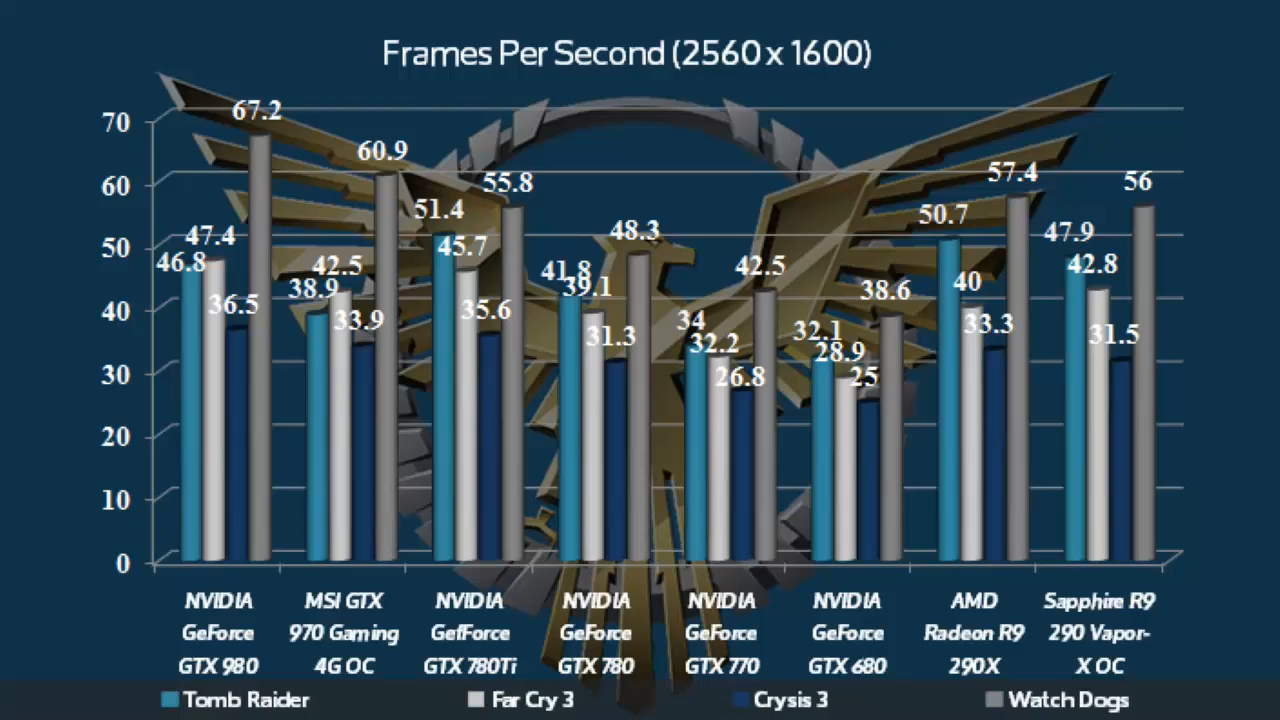 Frames Per Second (2560 x 1600)
70
60
50
40
30
20
10
0
46.8
47.4
36.5
67.2
38.9
42.5
33.9
60.9
51.4
45.7
35.6
55.8
41.8
39.1
31.3
48.3
34
32.2
26.8
42.5
32.1
28.9
25
38.6
50.7
40
33.3
57.4
47.9
42.8
31.5
56
NVIDIA
GeForce
GTX 980
MSI GTX
970 Gaming
4G OC
NVIDIA
GefForce
GTX 780Ti
NVIDIA
GeForce
GTX 780
NVIDIA
GeForce
GTX 770
NVIDIA
GeForce
GTX 680
AMD
Radeon R9
290X
Sapphire R9
290 Vapor-
X OC
Tomb Raider
Far Cry 3
Crysis 3
Watch Dogs